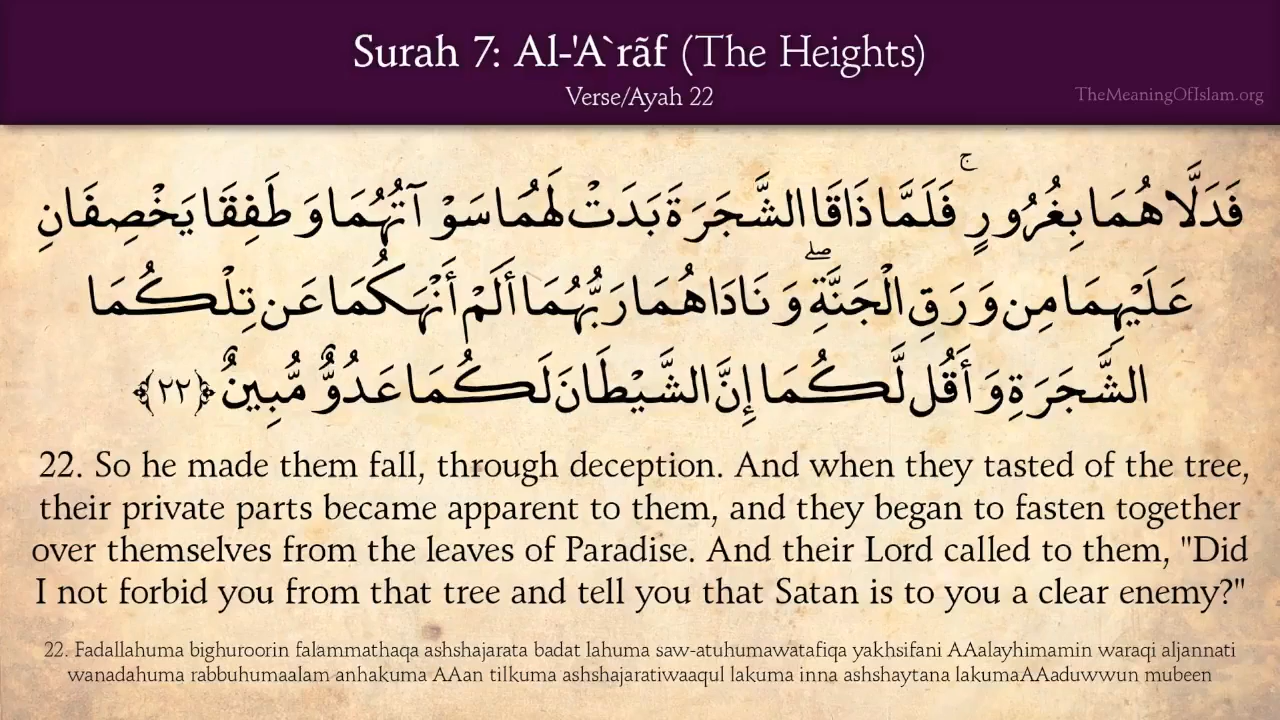 Surah 7: Al-'A`rãf (The Heights)
Verse/Ayah 22
TheMeaningOfIslam.org
فَدَلَّاهُمَا بِغُرُورٍ ۚ فَلَمَّا ذَاقَا الشَّجَرَةَ بَدَتْ لَهُمَا سَوْآتُهُمَا وَطَفِقَا يَخْصِفَانِ
عَلَيْهِمَا مِن وَرَقِ الْجَنَّةِ ۖ وَنَادَاهُمَا رَبُّهُمَا أَلَمْ أَنْهَكُمَا عَن تِلْكُمَا
الشَّجَرَةِ وَأَقُل لَّكُمَا إِنَّ الشَّيْطَانَ لَكُمَا عَدُوٌّ مُّبِينٌ ﴿٢٢﴾
22. So he made them fall, through deception. And when they tasted of the tree,
their private parts became apparent to them, and they began to fasten together
over themselves from the leaves of Paradise. And their Lord called to them, "Did
I not forbid you from that tree and tell you that Satan is to you a clear enemy?"
22. Fadallahuma bighuroorin falammathaqa ashshajarata badat lahuma saw-atuhumawatafiqa yakhsifani AAalayhimamin waraqi aljannati
wanadahuma rabbuhumaalam anhakuma AAan tilkuma ashshajaratiwaaqul lakuma inna ashshaytana lakumaAAaduwwun mubeen